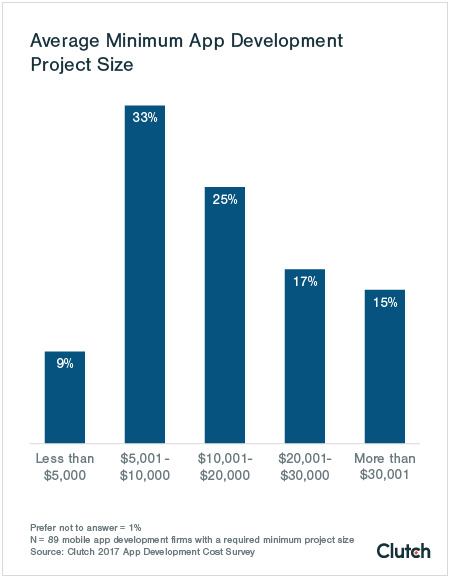 Average Minimum App Development
Project Size
33%
25%
17%
15%
9%
Less than
$5,000
$5,001-
$10,000
$10,001-
$20,000
$20,001-
$30,000
More than
$30,001
Prefer not to answer = 1%
N = 89 mobile app development firms with a required minimum project size
Source: Clutch 2017 App Development Cost Survey
Clutch